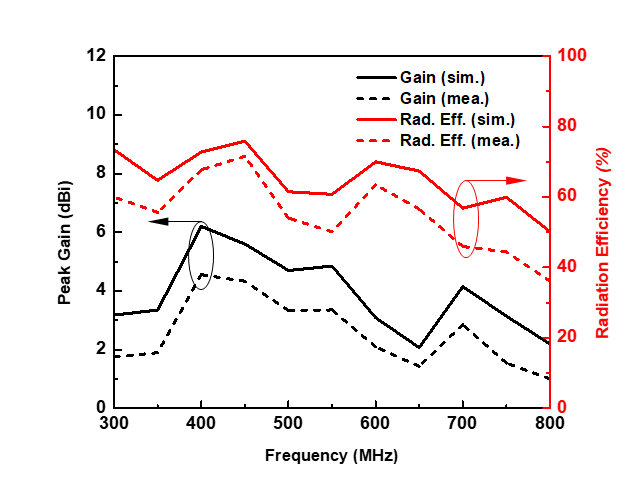 12
10
8
6
4
2
0
Peak Gain (dBi)
100
80
60
40
20
0
Radiation Efficiency (%)
Gain (sim.)
Gain (mea.)
Rad. Eff. (sim.)
Rad. Eff. (mea.)
300 400 500 600 700 800
Frequency (MHz)